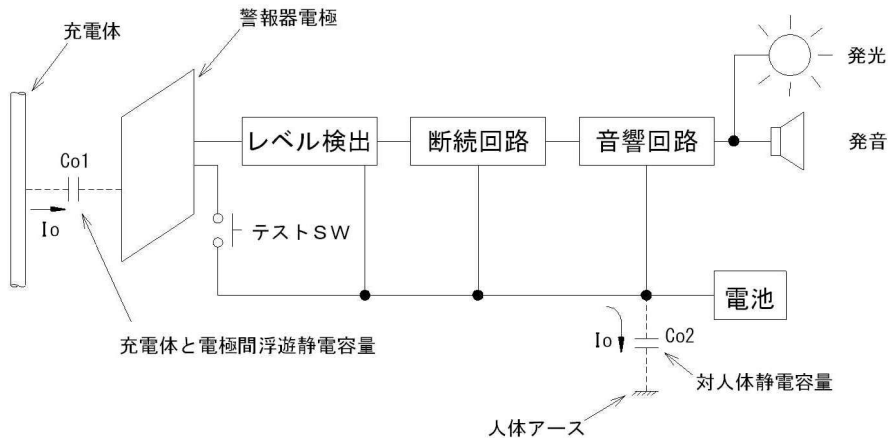 充電体
警報器電極
発光
レベル検出
断続回路
音響回路
発音
Co1
Io
テストSW
電池
充電体と電極間浮遊静電容量
Io
Co2
対人体静電容量
人体アース